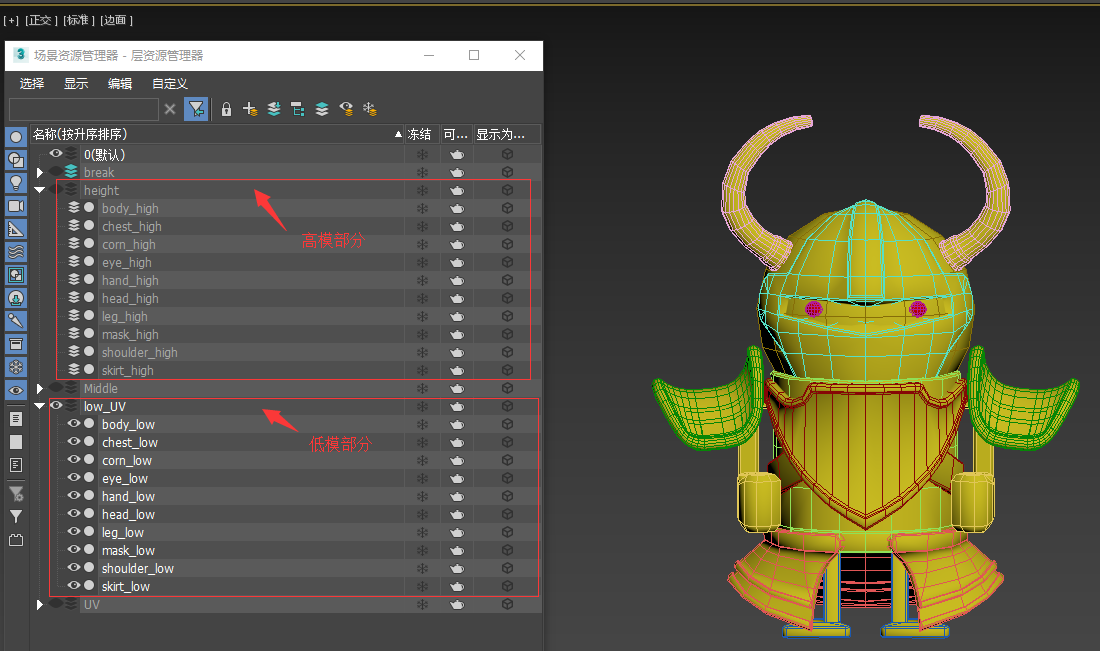 [+] [正交] [标准] [边面]
3 场景资源管理器 - 层资源管理器
选择 显示 编辑 自定义
名称(按升序排序) 冻结 可... 显示为...
0(默认)
break
height
body_high
chest_high
高模部分
corn_high
eye_high
hand_high
head_high
leg_high
mask_high
shoulder_high
skirt_high
Middle
low_UV
body_low
chest_low
低模部分
corn_low
eye_low
hand_low
head_low
leg_low
mask_low
shoulder_low
skirt_low
UV